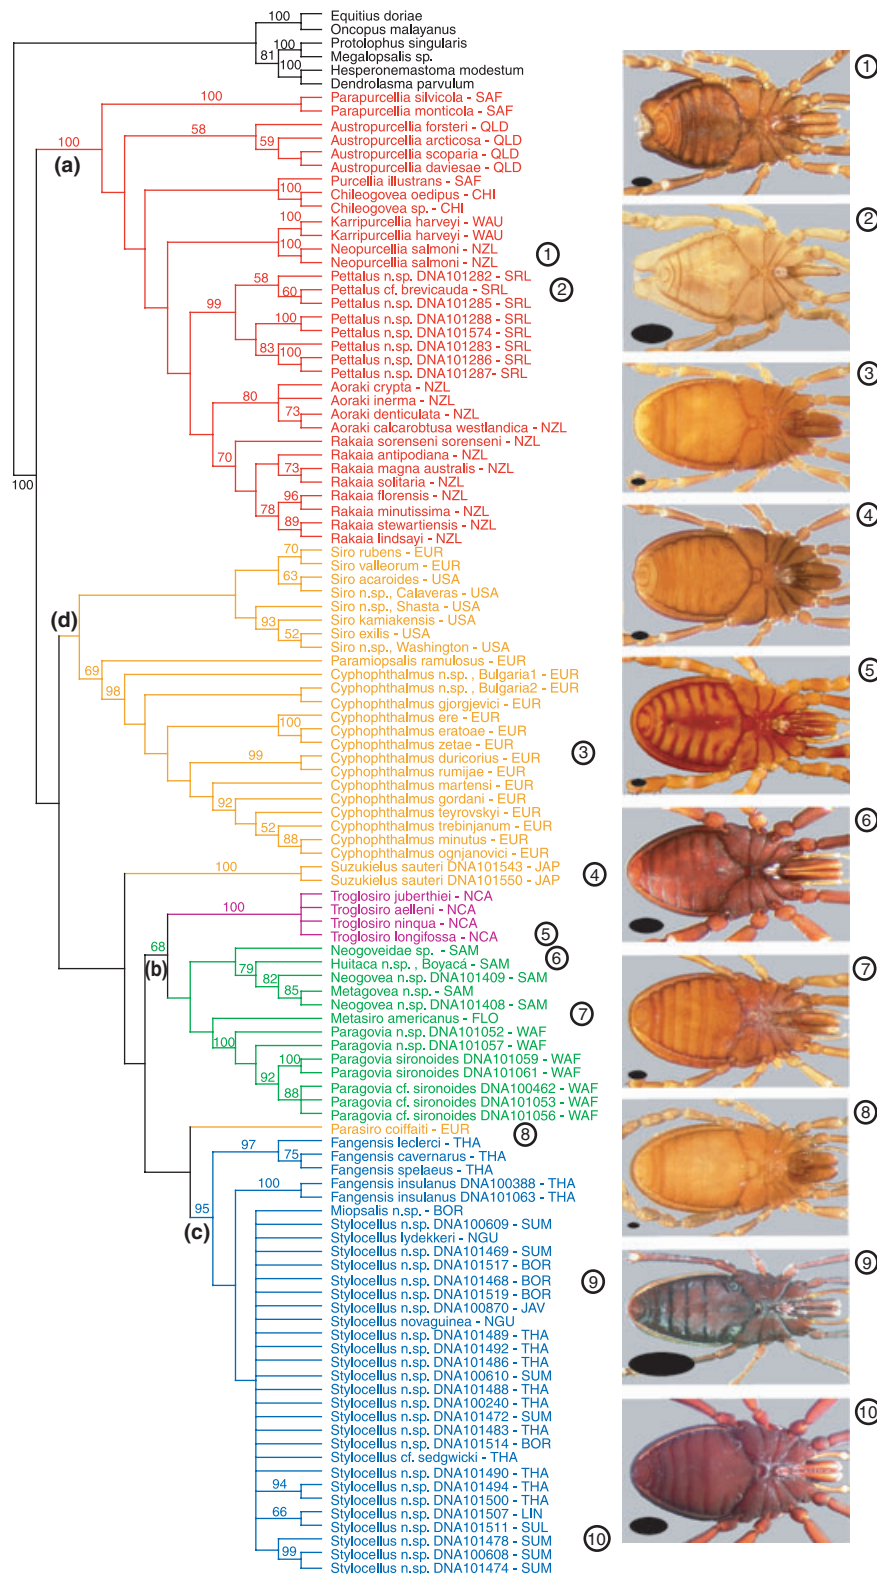 Equitius doriae
100
Oncopus malayanus
Protolophus singularis
100
81
Megalopsalis sp.
Hesperonemastoma modestum
100
Dendrolasma parvulum
Parapurcellia silvicola - SAF
100
Parapurcellia monticola - SAF
Austropurcellia forsteri - QLD
58
100
(a)
Austropurcellia arcticosa - QLD
59
Austropurcellia scoparia - QLD
Austropurcellia daviesae - QLD
Purcellia illustrans - SAF
Chileogovea oedipus - CHI
100
Chileogovea sp. - CHI
Karripurcellia harveyi - WAU
100
Karripurcellia harveyi - WAU
Neopurcellia salmoni - NZL
100
1
Neopurcellia salmoni - NZL
Pettalus n.sp. DNA101282 - SRL
58
Pettalus cf. brevicauda - SRL
60
2
Pettalus n.sp. DNA101285 - SRL
99
Pettalus n.sp. DNA101288 - SRL
100
Pettalus n.sp. DNA101574 - SRL
Pettalus n.sp. DNA101283 - SRL
83
Pettalus n.sp. DNA101286 - SRL
100
Pettalus n.sp. DNA101287- SRL
Aoraki crypta - NZL
80
Aoraki inerma - NZL
Aoraki denticulata - NZL
73
Aoraki calcarobtusa westlandica - NZL
Rakaia sorenseni sorenseni - NZL
70
Rakaia antipodiana - NZL
Rakaia magna australis - NZL
73
Rakaia solitaria - NZL
100
Rakaia florensis - NZL
96
78
Rakaia minutissima - NZL
Rakaia stewartiensis - NZL
89
Rakaia lindsayi - NZL
Siro rubens - EUR
70
Siro valleorum - EUR
Siro acaroides - USA
63
Siro n.sp., Calaveras - USA
Siro n.sp., Shasta - USA
(d)
Siro kamiakensis - USA
93
Siro exilis - USA
52
Siro n.sp., Washington - USA
Paramiopsalis ramulosus - EUR
69
Cyphophthalmus n.sp. , Bulgaria1 - EUR
98
Cyphophthalmus n.sp. , Bulgaria2 - EUR
Cyphophthalmus gjorgjevici - EUR
Cyphophthalmus ere - EUR
100
Cyphophthalmus eratoae - EUR
Cyphophthalmus zetae - EUR
3
Cyphophthalmus duricorius - EUR
99
Cyphophthalmus rumijae - EUR
Cyphophthalmus martensi - EUR
Cyphophthalmus gordani - EUR
92
Cyphophthalmus teyrovskyi - EUR
Cyphophthalmus trebinjanum - EUR
52
Cyphophthalmus minutus - EUR
88
Cyphophthalmus ognjanovici - EUR
Suzukielus sauteri DNA101543 - JAP
100
4
Suzukielus sauteri DNA101550 - JAP
Troglosiro juberthiei - NCA
Troglosiro aelleni - NCA
100
Troglosiro ninqua - NCA
Troglosiro longifossa - NCA
5
68
(b)
Neogoveidae sp. - SAM
6
Huitaca n.sp. , Boyacá - SAM
79
Neogovea n.sp. DNA101409 - SAM
82
Metagovea n.sp. - SAM
85
Neogovea n.sp. DNA101408 - SAM
Metasiro americanus - FLO
7
Paragovia n.sp. DNA101052 - WAF
100
Paragovia n.sp. DNA101057 - WAF
Paragovia sironoides DNA101059 - WAF
100
Paragovia sironoides DNA101061 - WAF
92
Paragovia cf. sironoides DNA100462 - WAF
88
Paragovia cf. sironoides DNA101053 - WAF
Paragovia cf. sironoides DNA101056 - WAF
Parasiro coiffaiti - EUR
8
Fangensis leclerci - THA
97
Fangensis cavernarus - THA
75
Fangensis spelaeus - THA
Fangensis insulanus DNA100388 - THA
100
Fangensis insulanus DNA101063 - THA
95
(c)
Miopsalis n.sp. - BOR
Stylocellus n.sp. DNA100609 - SUM
Stylocellus lydekkeri - NGU
Stylocellus n.sp. DNA101469 - SUM
Stylocellus n.sp. DNA101517 - BOR
Stylocellus n.sp. DNA101468 - BOR
9
Stylocellus n.sp. DNA101519 - BOR
Stylocellus n.sp. DNA100870 - JAV
Stylocellus novaguinea - NGU
Stylocellus n.sp. DNA101489 - THA
Stylocellus n.sp. DNA101492 - THA
Stylocellus n.sp. DNA101486 - THA
Stylocellus n.sp. DNA100610 - SUM
Stylocellus n.sp. DNA101488 - THA
Stylocellus n.sp. DNA100240 - THA
Stylocellus n.sp. DNA101472 - SUM
Stylocellus n.sp. DNA101483 - THA
Stylocellus n.sp. DNA101514 - BOR
Stylocellus cf. sedgwicki - THA
Stylocellus n.sp. DNA101490 - THA
Stylocellus n.sp. DNA101494 - THA
94
Stylocellus n.sp. DNA101500 - THA
Stylocellus n.sp. DNA101507 - LIN
66
Stylocellus n.sp. DNA101511 - SUL
Stylocellus n.sp. DNA101478 - SUM
10
Stylocellus n.sp. DNA100608 - SUM
99
Stylocellus n.sp. DNA101474 - SUM
1
2
3
4
5
6
7
8
9
10